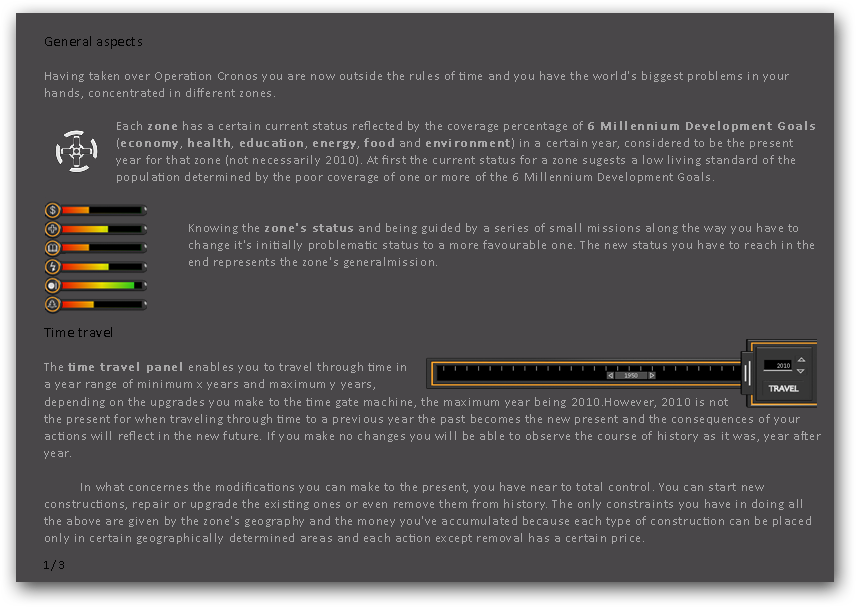 General aspects
Having taken over Operation Cronos you are now outside the rules of time and you have the world's biggest problems in your
hands, concentrated in different zones.
Each zone has a certain current status reflected by the coverage percentage of 6 Millennium Development Goals
(economy, health, education, energy, food and environment) in a certain year, considered to be the present
year for that zone (not necessarily 2010). At first the current status for a zone sugests a low living standard of the
population determined by the poor coverage of one or more of the 6 Millennium Development Goals.
Knowing the zone's status and being guided by a series of small missions along the way you have to
change it's initially problematic status to a more favourable one. The new status you have to reach in the
end represents the zone's generalmission.
Time travel
The time travel panel enables you to travel through time in
a year range of minimum x years and maximum y years,
1950
2010
TRAVEL
depending on the upgrades you make to the time gate machine, the maximum year being 2010.However, 2010 is not
the present for when traveling through time to a previous year the past becomes the new present and the consequences of your
actions will reflect in the new future. If you make no changes you will be able to observe the course of history as it was, year after
year.
In what concernes the modifications you can make to the present, you have near to total control. You can start new
constructions, repair or upgrade the existing ones or even remove them from history. The only constraints you have in doing all
the above are given by the zone's geography and the money you've accumulated because each type of construction can be placed
only in certain geographically determined areas and each action except removal has a certain price.
1/3